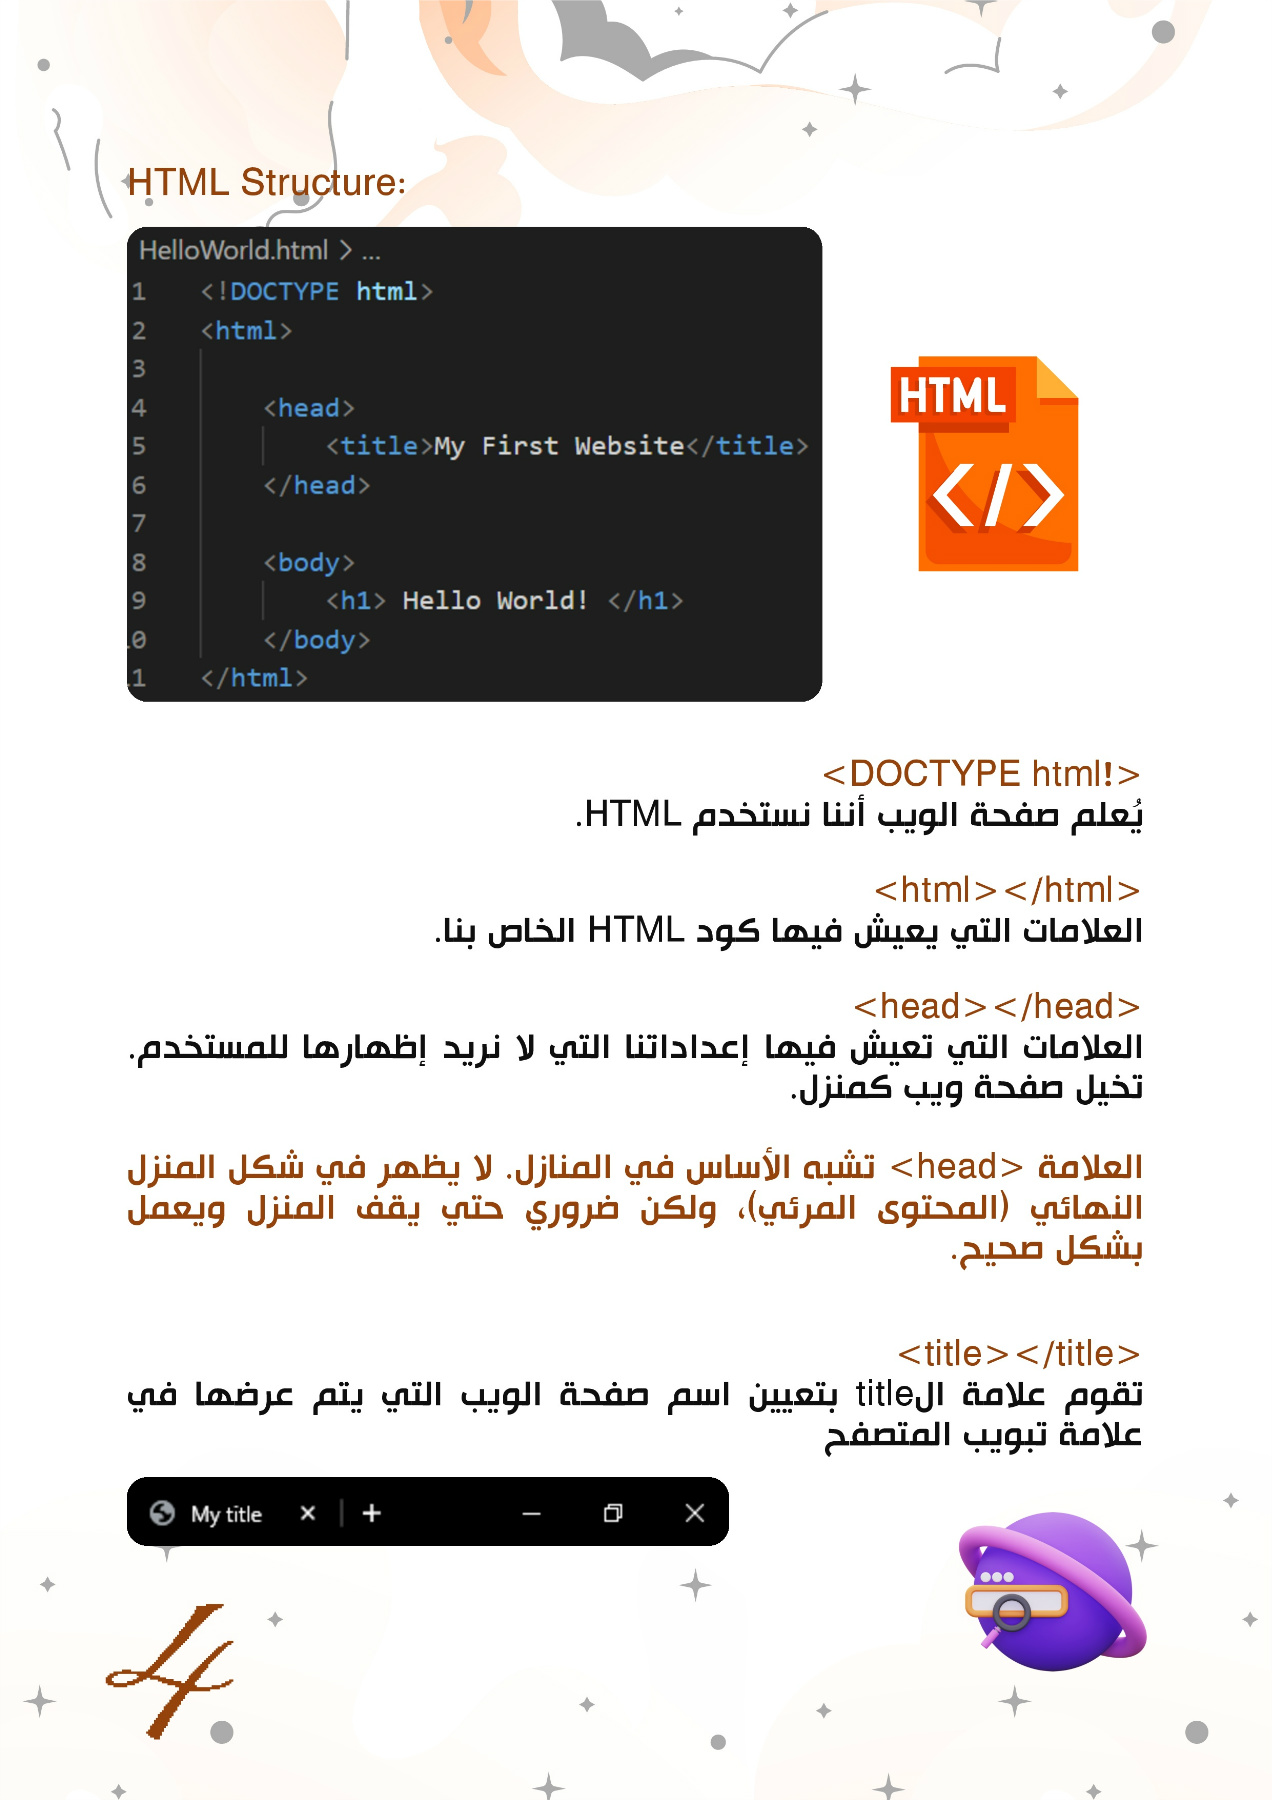 HTML Structure:
HelloWorld.html > ...
1 <!DOCTYPE html>
2 <html>
3
4 <head>
5 <title>My First Website</title>
6 </head>
7
8 <body>
9 <h1> Hello World! </h1>
0 </body>
1 </html>
HTML
</>
<DOCTYPE html!>
يُعلم صفحة الويب أننا نستخدم HTML.
<html></html>
العلامات التي يعيش فيها كود HTML الخاص بنا.
<head></head>
العلامات التي تعيش فيها إعداداتنا التي لا نريد إظهارها للمستخدم.
تخيل صفحة ويب كمنزل.
العلامة <head> تشبه الأساس في المنازل. لا يظهر في شكل المنزل
النهائي (المحتوى المرئي)، ولكن ضروري حتي يقف المنزل ويعمل
بشكل صحيح.
<title></title>
تقوم علامة الtitle بتعيين اسم صفحة الويب التي يتم عرضها في
علامة تبويب المتصفح
My title
4